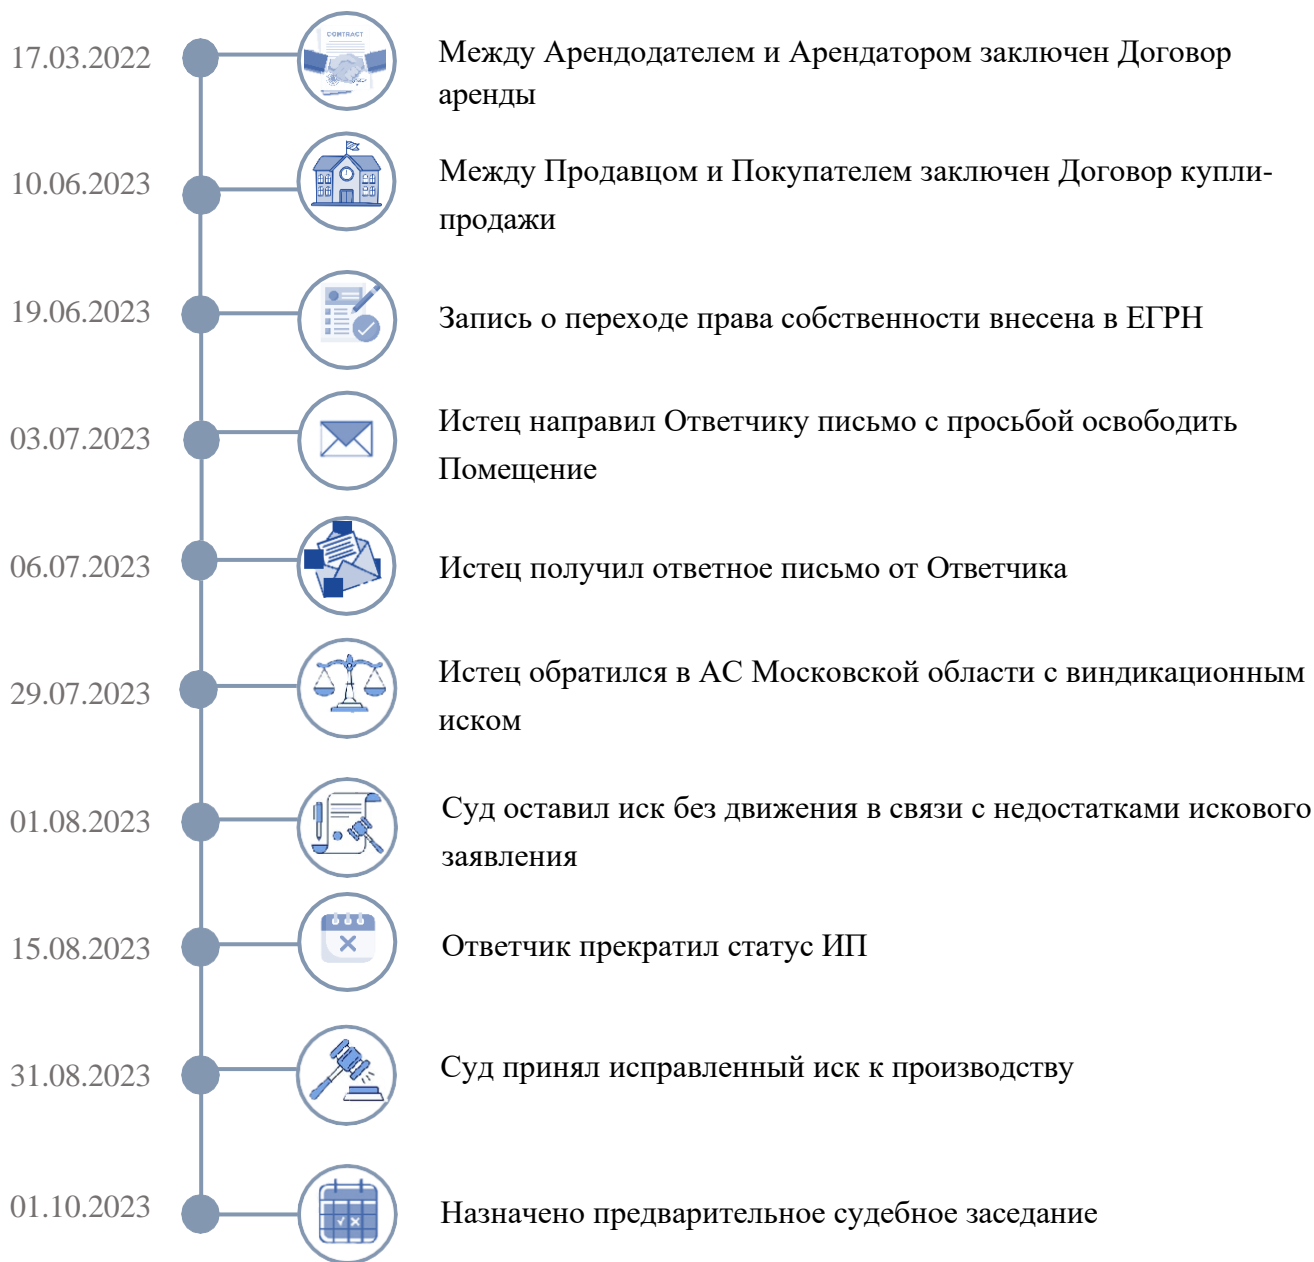 17.03.2022
CONTRACT
Между Арендодателем и Арендатором заключен Договор
аренды
10.06.2023
Между Продавцом и Покупателем заключен Договор купли-
продажи
19.06.2023
Запись о переходе права собственности внесена в ЕГРН
03.07.2023
Истец направил Ответчику письмо с просьбой освободить
Помещение
06.07.2023
Истец получил ответное письмо от Ответчика
29.07.2023
Истец обратился в АС Московской области с виндикационным
иском
01.08.2023
Суд оставил иск без движения в связи с недостатками искового
заявления
15.08.2023
Ответчик прекратил статус ИП
31.08.2023
Суд принял исправленный иск к производству
01.10.2023
Назначено предварительное судебное заседание